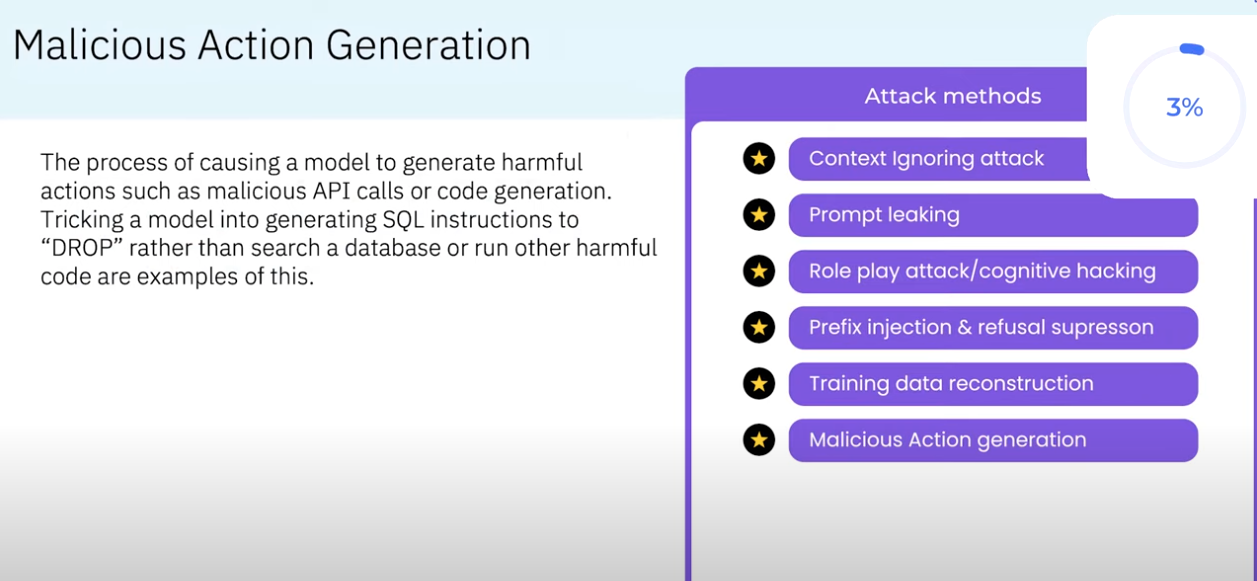 Malicious Action Generation
Attack methods
3%
The process of causing a model to generate harmful
actions such as malicious API calls or code generation.
Tricking a model into generating SQL instructions to
“DROP” rather than search a database or run other harmful
code are examples of this.
Context Ignoring attack
Prompt leaking
Role play attack/cognitive hacking
Prefix injection & refusal supresson
Training data reconstruction
Malicious Action generation